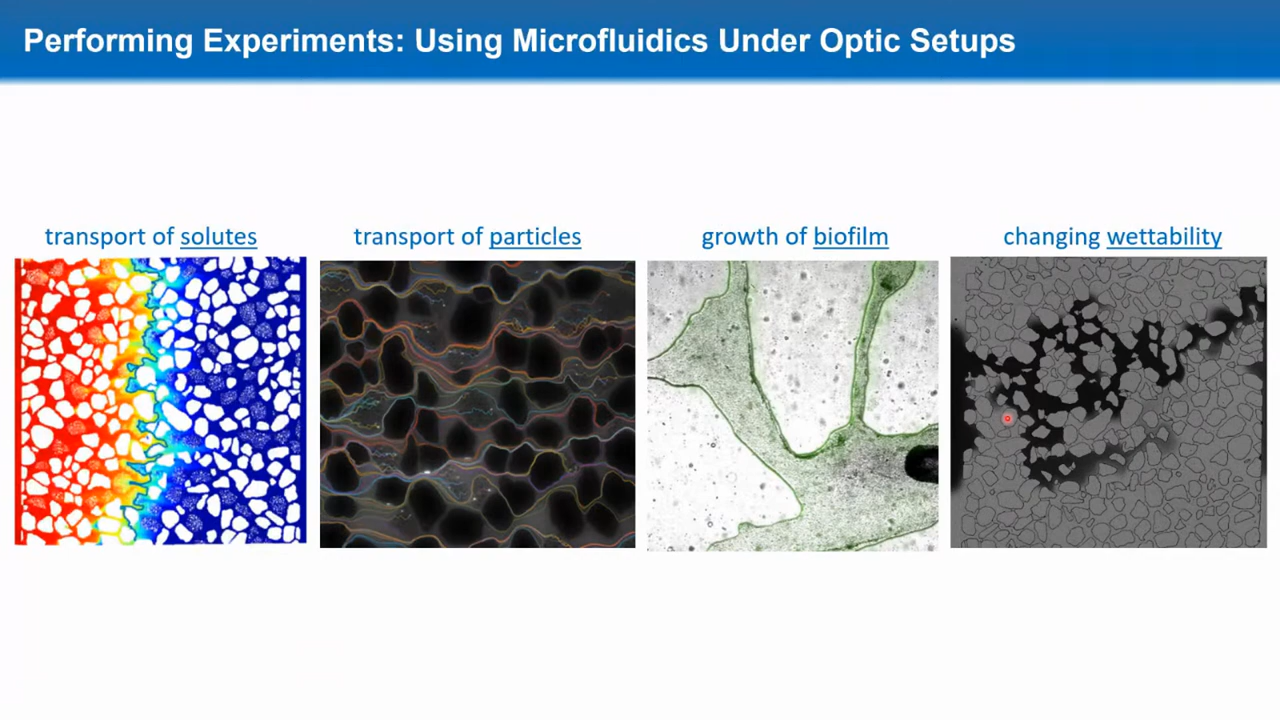 Performing Experiments: Using Microfluidics Under Optic Setups
transport of solutes
transport of particles
growth of biofilm
changing wettability